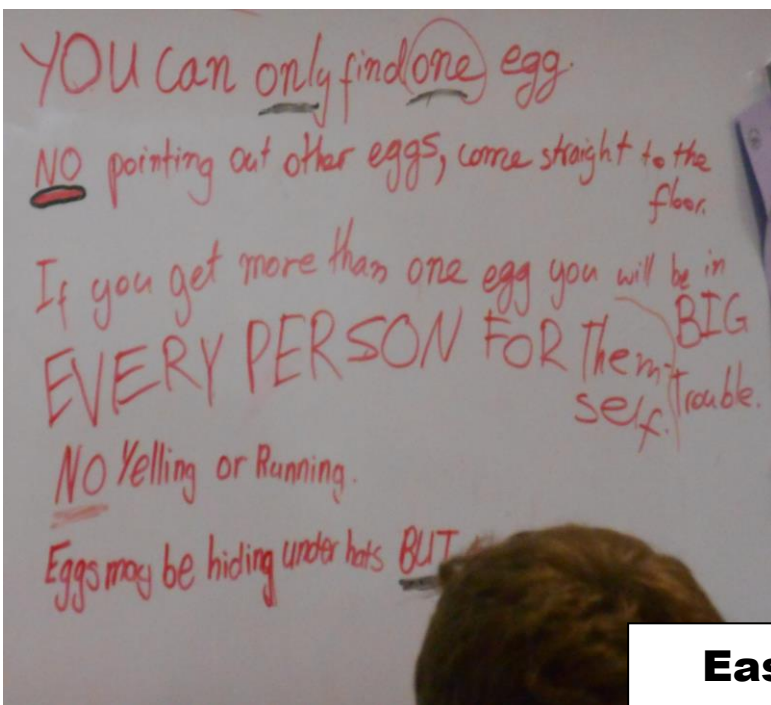 YOU can only find one egg.
NO pointing out other eggs, come straight to the
floor.
If you get more than one egg you will be in
BIG
trouble.
EVERY PERSON FOR Them-
self.
NO Yelling or Running.
Eggs may be hiding under hats BUT